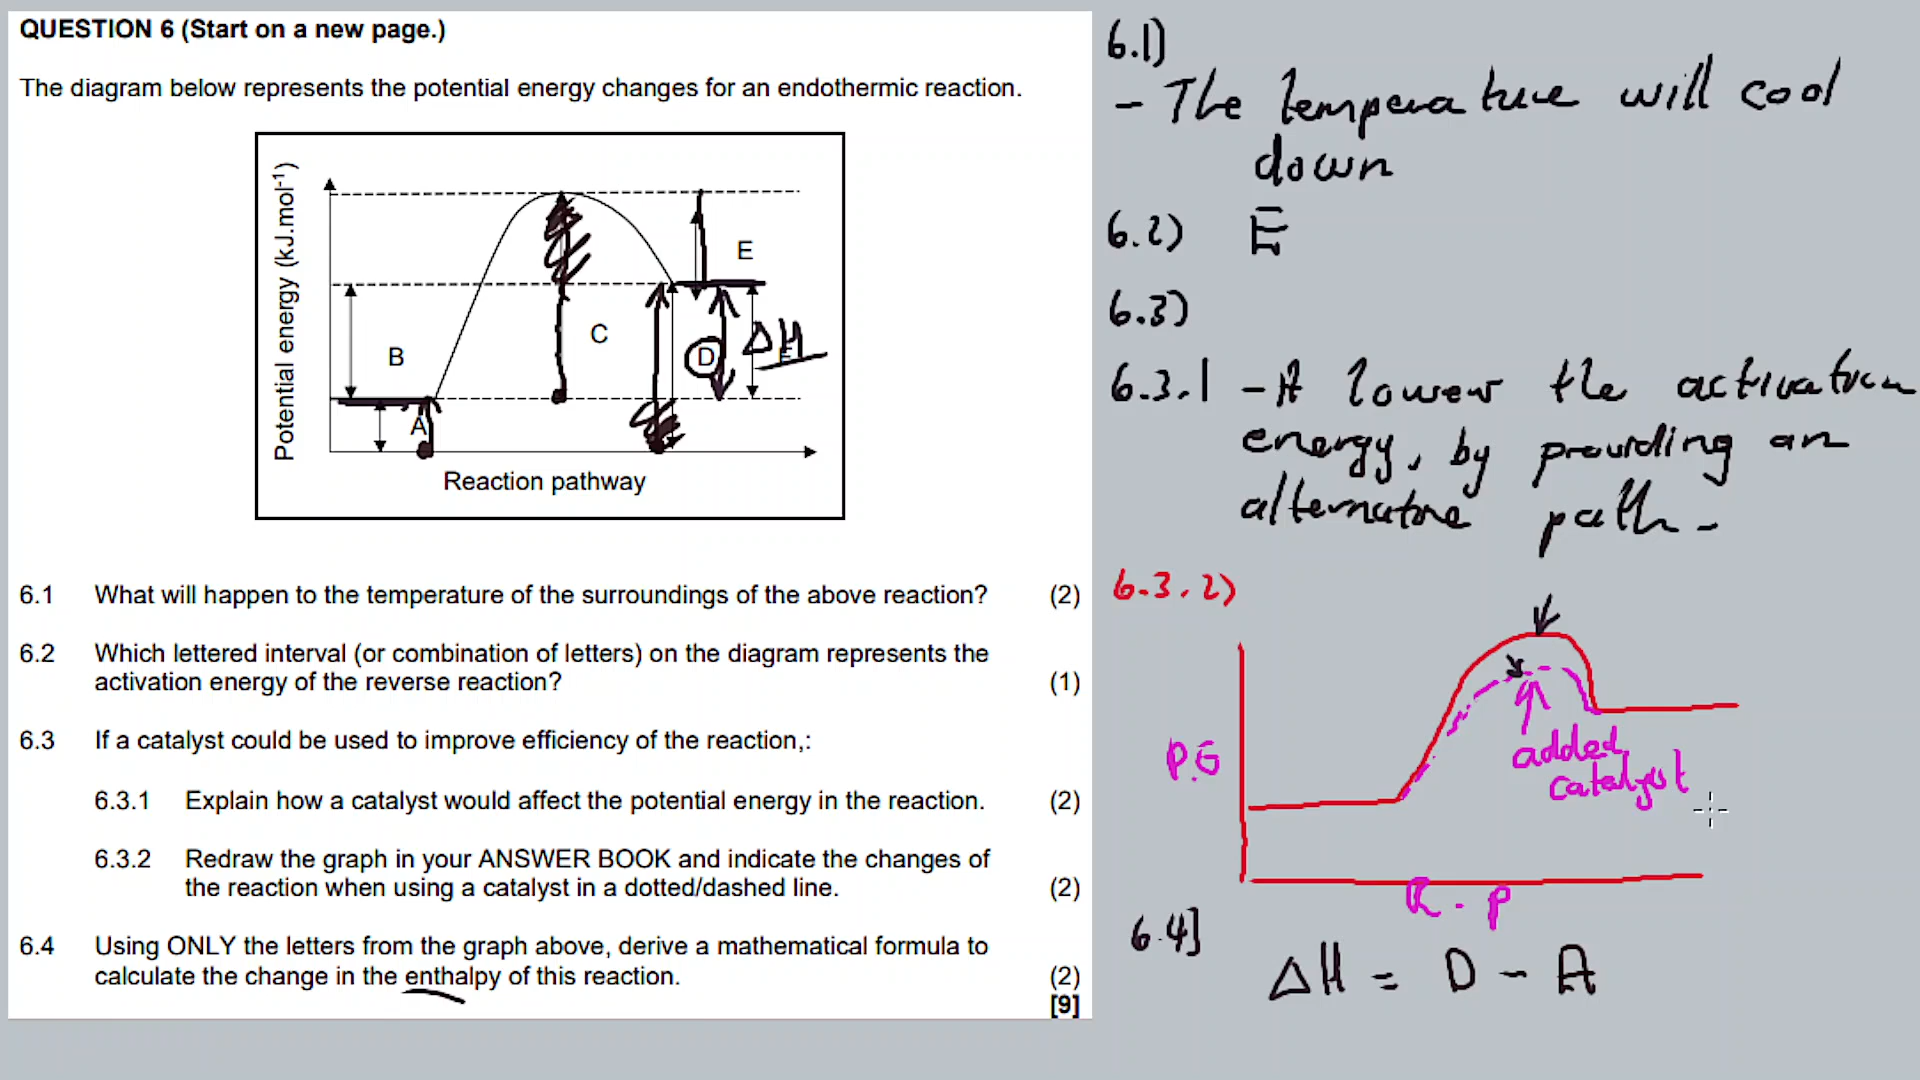 QUESTION 6 (Start on a new page.)
The diagram below represents the potential energy changes for an endothermic reaction.
Potential energy (kJ.mol-1)
E
C
B
D
ΔH
A
Reaction pathway
6.1 What will happen to the temperature of the surroundings of the above reaction? (2)
6.2 Which lettered interval (or combination of letters) on the diagram represents the
activation energy of the reverse reaction? (1)
6.3 If a catalyst could be used to improve efficiency of the reaction,:
6.3.1 Explain how a catalyst would affect the potential energy in the reaction. (2)
6.3.2 Redraw the graph in your ANSWER BOOK and indicate the changes of
the reaction when using a catalyst in a dotted/dashed line. (2)
6.4 Using ONLY the letters from the graph above, derive a mathematical formula to
calculate the change in the enthalpy of this reaction. (2)
[9]
6.1)
- The temperature will cool
down
6.2) E
6.3)
6.3.1 - A lower the activation
energy, by providing an
alternative path -
6.3.2)
P.E
added
catalyst
R - P
6.4]
ΔH = D - A